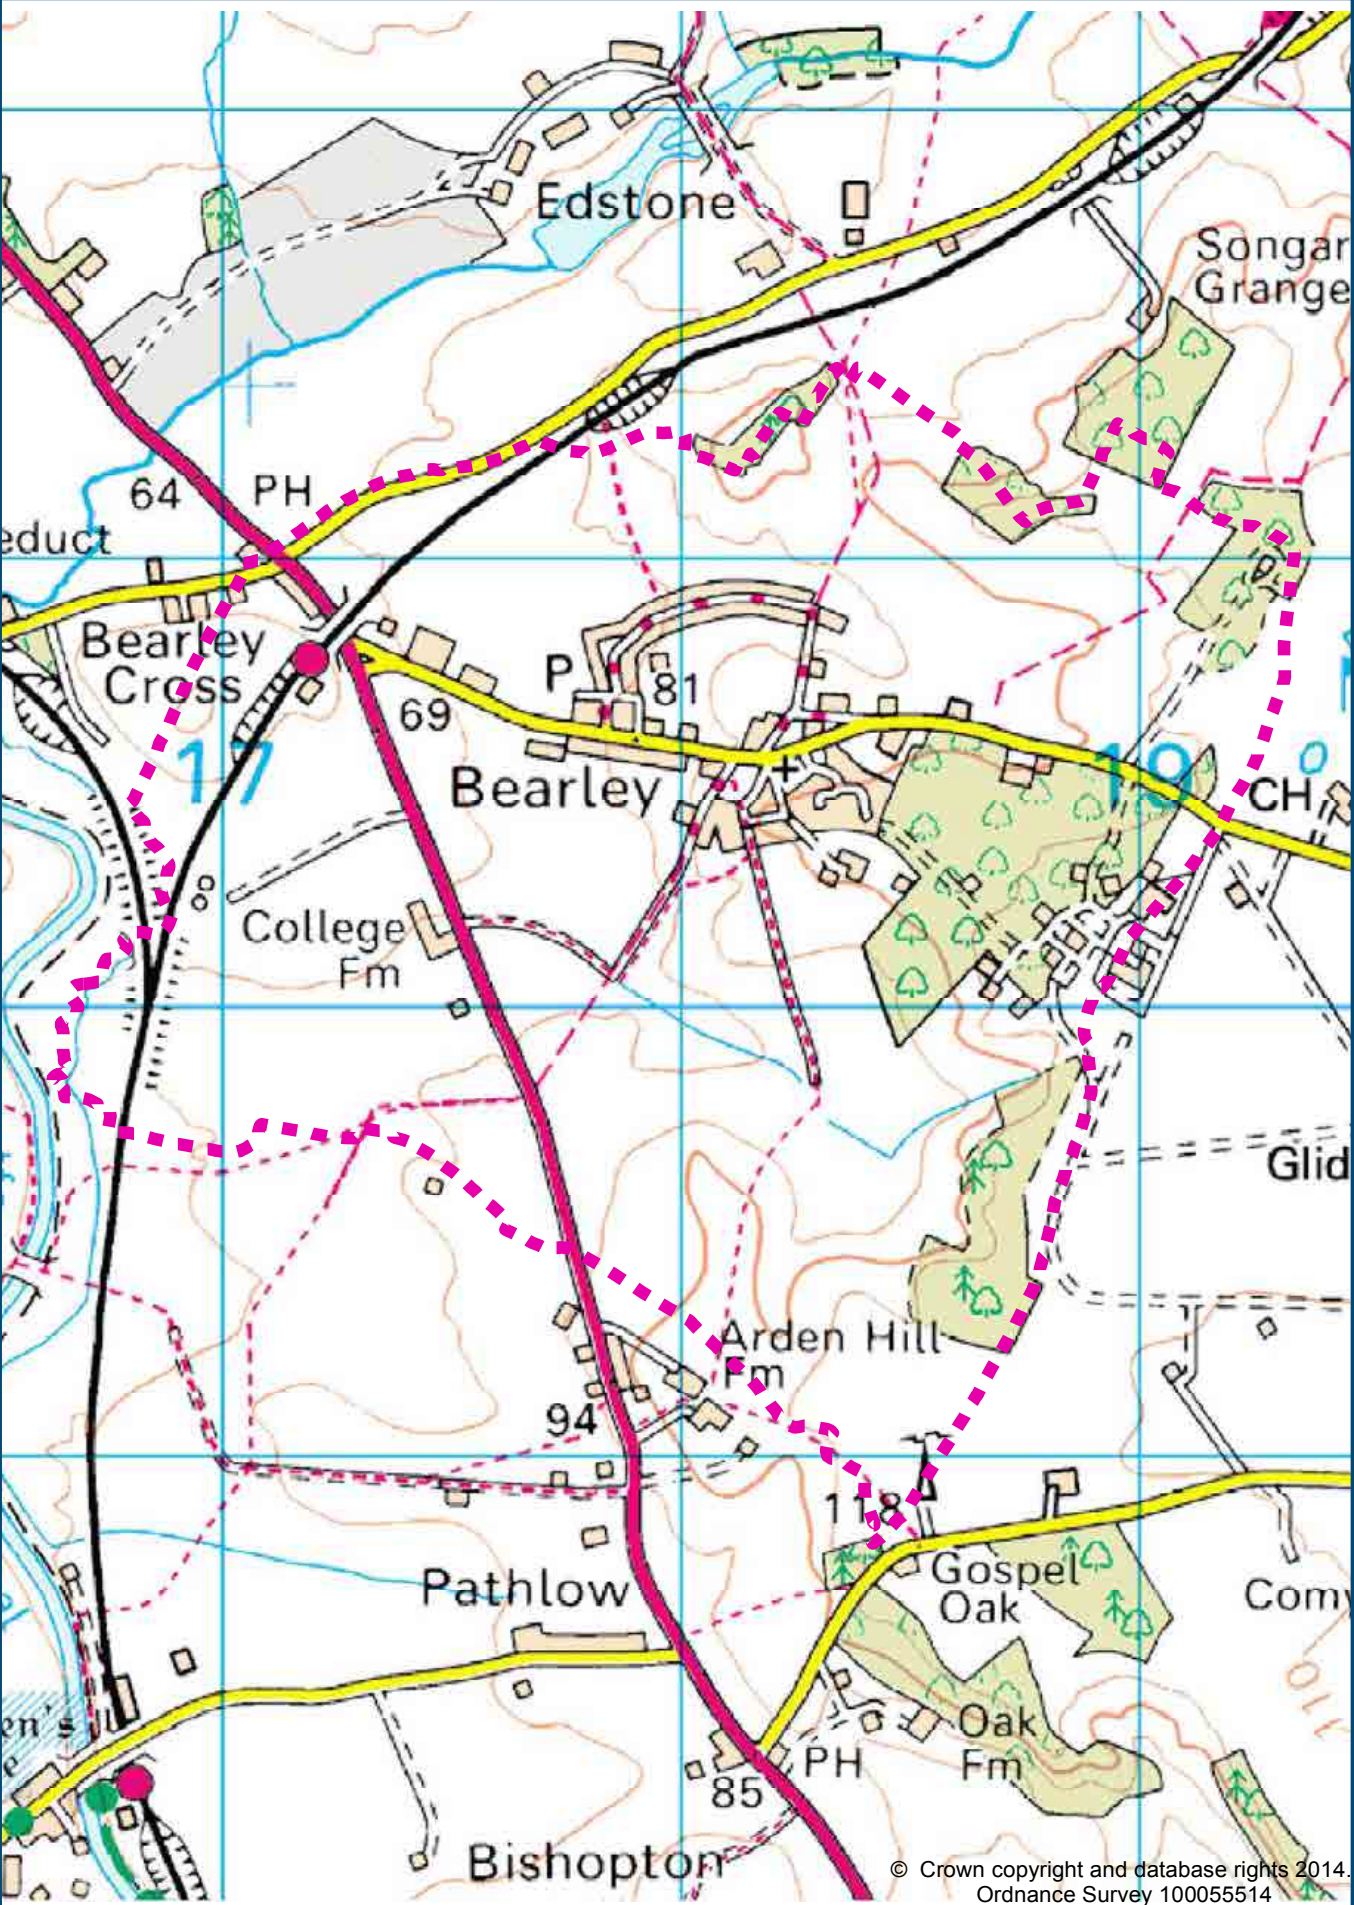 Edstone
Songar
Grange
64
PH
educt
Bearley
Cross
P
81
69
17
Bearley
19
CH
College
Fm
Glid
Arden Hill
Fm
94
118
Gospel
Oak
Pathlow
Com
en's
Oak
Fm
PH
85
110
Bishopton
© Crown copyright and database rights 2014.
Ordnance Survey 100055514